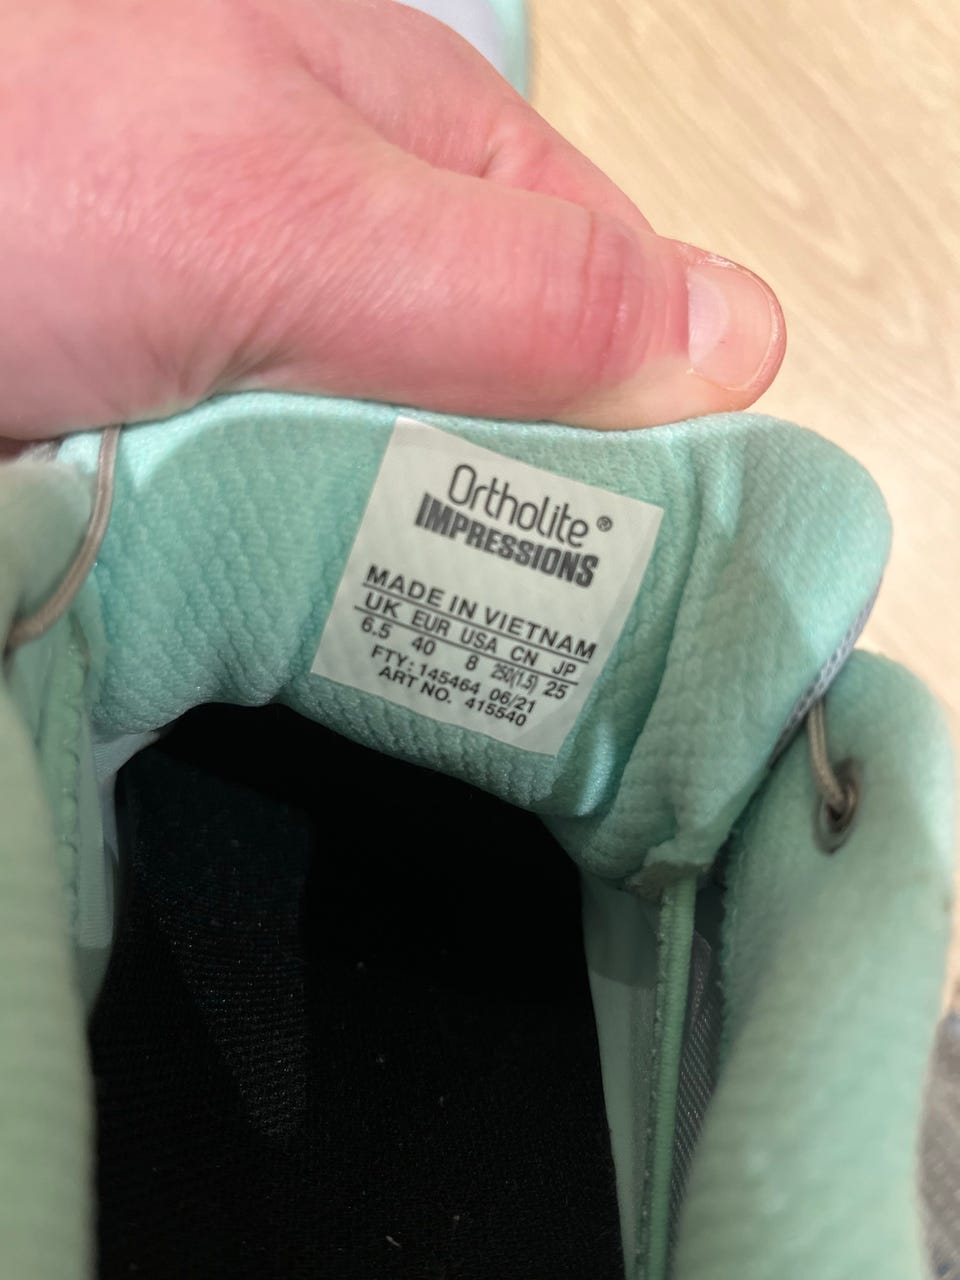 Ortholite®
IMPRESSIONS
MADE IN VIETNAM
UK EUR USA CN JP
6.5 40 8 250(1.5) 25
FTY: 145464 06/21
ART NO. 415540